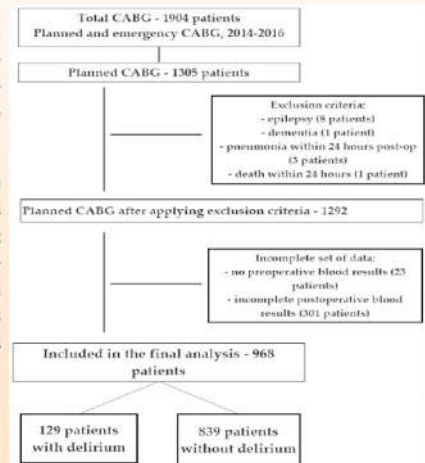 Total CABG - 1904 patients
Planned and emergency CABG, 2014-2016
Planned CABG - 1305 patients
Exclusion criteria:
- epilepsy (8 patients)
- dementia (1 patient)
- pneumonia within 24 hours post-op
(3 patients)
- death within 24 hours (1 patient)
Planned CABG after applying exclusion criteria - 1292
Incomplete set of data:
- no preoperative blood results (23
patients)
- incomplete postoperative blood
results (301 patients)
Included in the final analysis - 968
patients
129 patients
with delirium
839 patients
without delirium